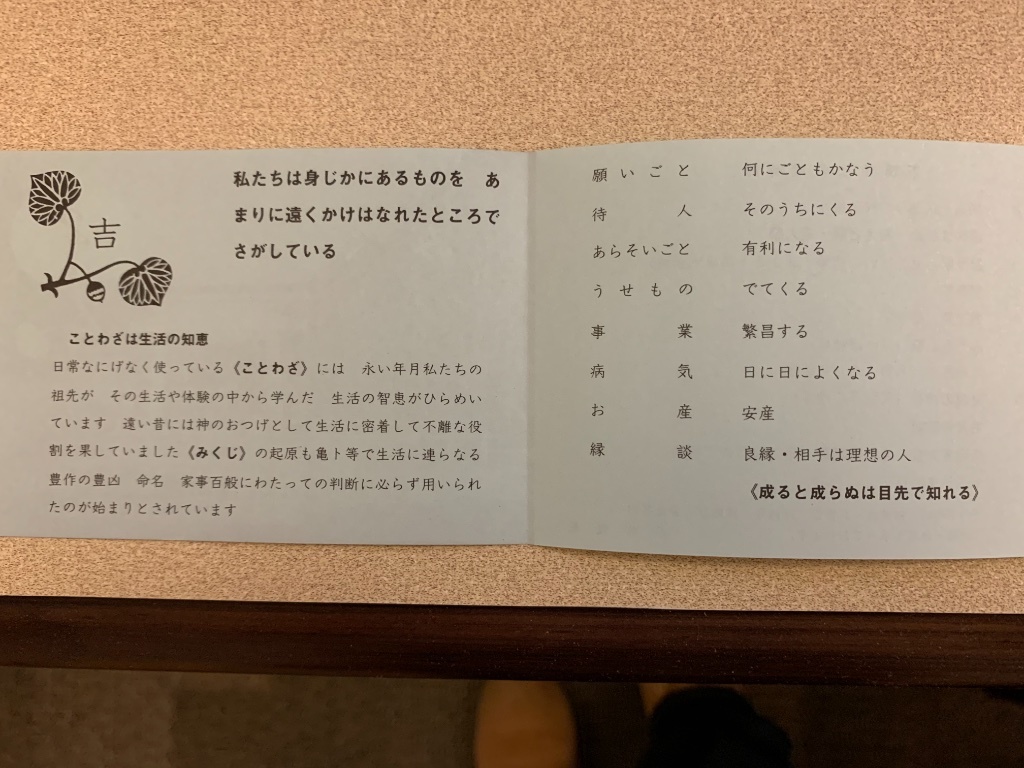 吉
私たちは身じかにあるものを　あ
まりに遠くかけはなれたところで
さがしている
ことわざは生活の知恵
日常なにげなく使っている《ことわざ》には　永い年月私たちの
祖先が　その生活や体験の中から学んだ　生活の智恵がひらめい
ています　遠い昔には神のおつげとして生活に密着して不離な役
割を果していました《みくじ》の起原も亀卜等で生活に連らなる
豊作の豊凶　命名　家事百般にわたっての判断に必らず用いられ
たのが始まりとされています
願いごと　何にごともかなう
待人　そのうちにくる
あらそいごと　有利になる
うせもの　でてくる
事業　繁昌する
病気　日に日によくなる
お産　安産
縁談　良縁・相手は理想の人
《成ると成らぬは目先で知れる》